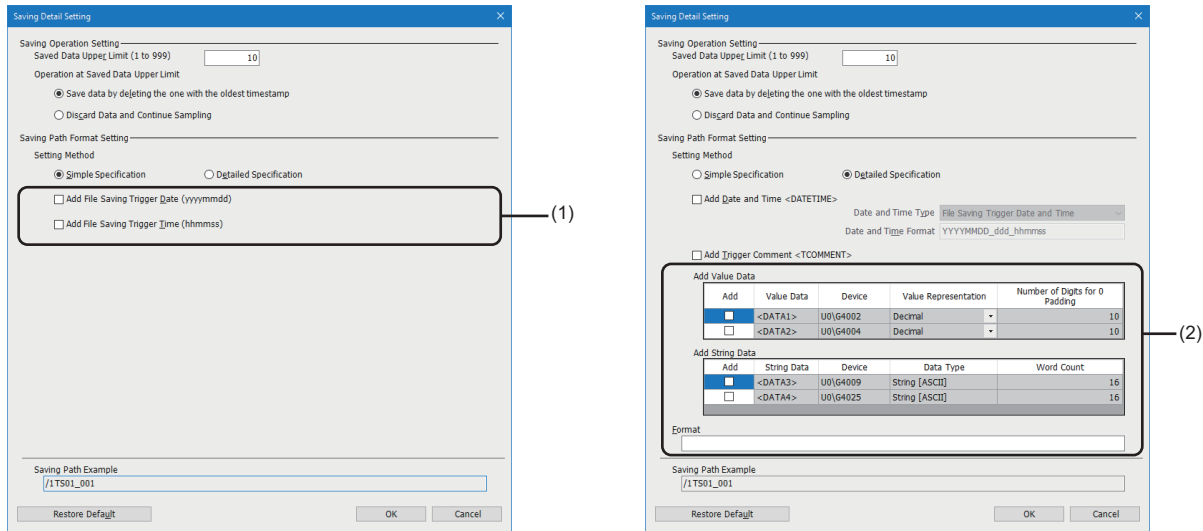 Saving Detail Setting
Saving Operation Setting
Saved Data Upper Limit (1 to 999) 10
Operation at Saved Data Upper Limit
Save data by deleting the one with the oldest timestamp
Discard Data and Continue Sampling
Saving Path Format Setting
Setting Method
Simple Specification Detailed Specification
Add File Saving Trigger Date (yyyymmdd)
Add File Saving Trigger Time (hhmmss)
(1)
Saving Path Example
/1TS01_001
Restore Default OK Cancel
Saving Detail Setting
Saving Operation Setting
Saved Data Upper Limit (1 to 999) 10
Operation at Saved Data Upper Limit
Save data by deleting the one with the oldest timestamp
Discard Data and Continue Sampling
Saving Path Format Setting
Setting Method
Simple Specification Detailed Specification
Add Date and Time <DATETIME>
Date and Time Type File Saving Trigger Date and Time
Date and Time Format YYYYMMDD_ddd_hhmmss
Add Trigger Comment <TCOMMENT>
Add Value Data
Add Value Data Device Value Representation Number of Digits for 0 Padding
<DATA1> U0\G4002 Decimal 10
<DATA2> U0\G4004 Decimal 10
(2)
Add String Data
Add String Data Device Data Type Word Count
<DATA3> U0\G4009 String [ASCII] 16
<DATA4> U0\G4025 String [ASCII] 16
Format
Saving Path Example
/1TS01_001
Restore Default OK Cancel